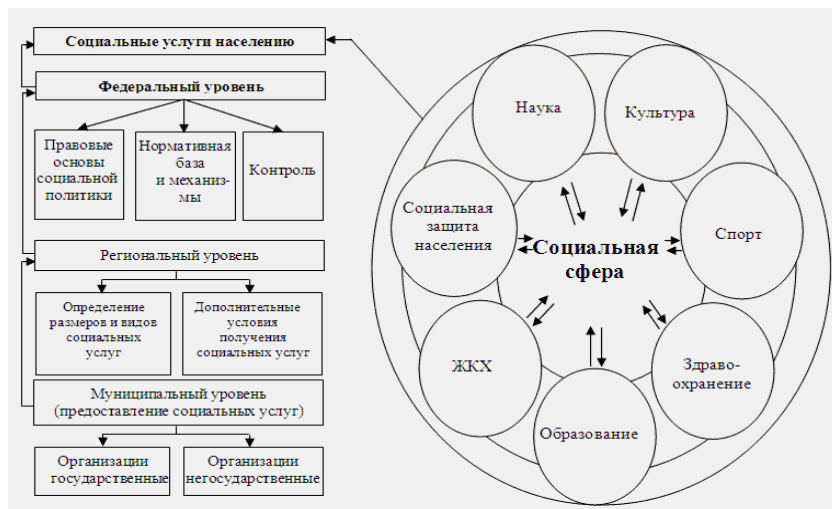 Социальные услуги населению
Федеральный уровень
Правовые
основы
социальной
политики
Нормативная
база
и механиз-
мы
Контроль
Региональный уровень
Определение
размеров и видов
социальных
услуг
Дополнительные
условия
получения
социальных услуг
Муниципальный уровень
(предоставление социальных услуг)
Организации
государственные
Организации
негосударственные
Наука
Культура
Социальная
защита
населения
Социальная
сфера
Спорт
ЖКХ
Здраво-
охранение
Образование